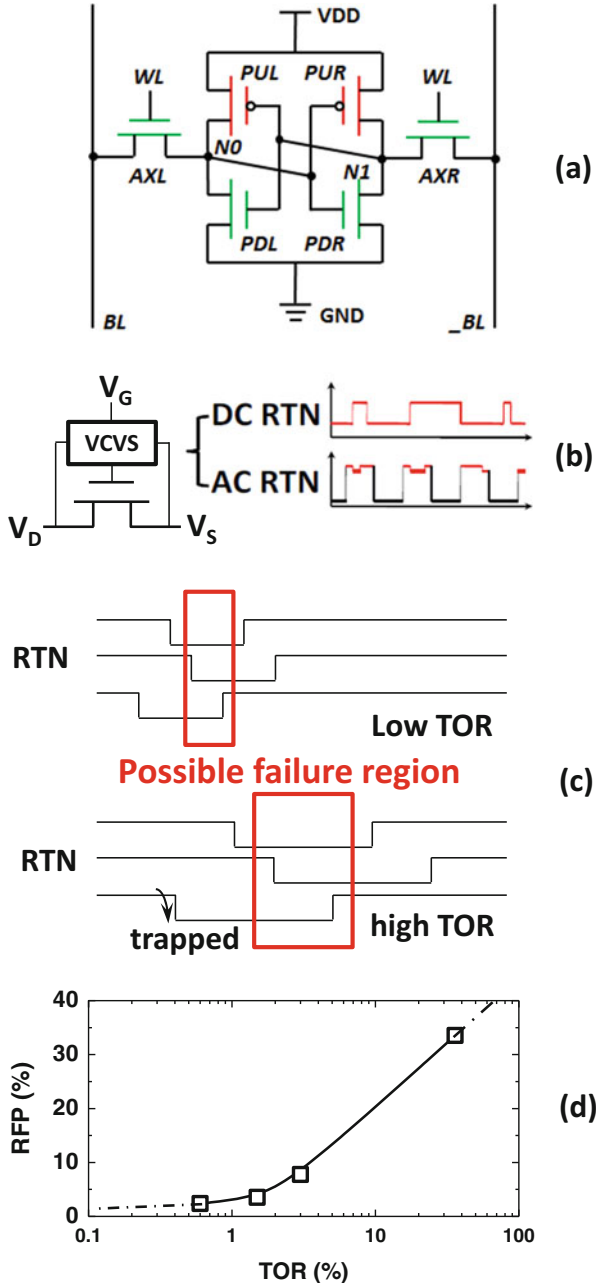 VDD
PUL PUR
WL WL
N0 N1
AXL AXR
(a)
PDL PDR
GND
BL _BL
VG
VCVS
VD VS
DC RTN
AC RTN
(b)
RTN
Low TOR
Possible failure region
(c)
RTN
trapped
high TOR
40
30
20
10
0
RFP (%)
(d)
0.1 1 10 100
TOR (%)